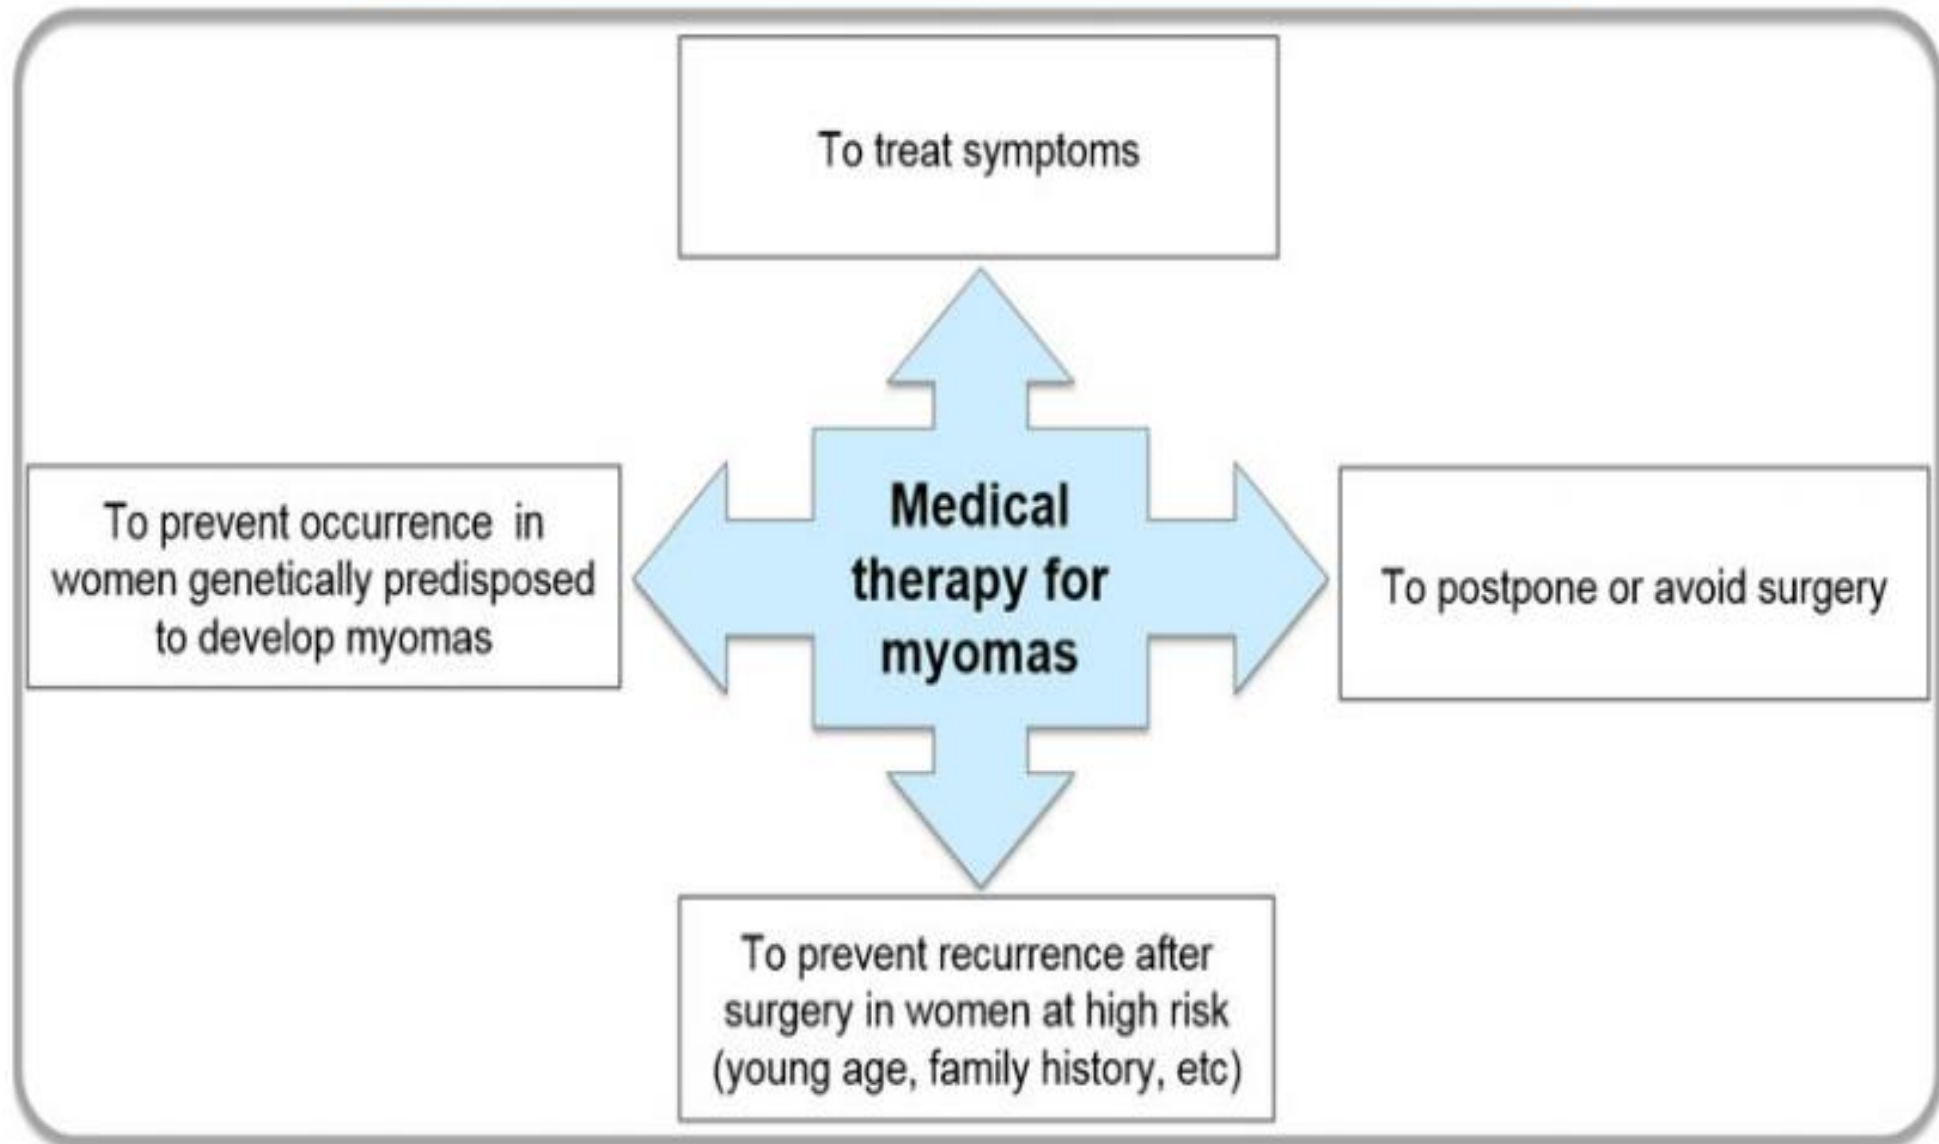 To treat symptoms
To prevent occurrence in
women genetically predisposed
to develop myomas
Medical
therapy for
myomas
To postpone or avoid surgery
To prevent recurrence after
surgery in women at high risk
(young age, family history, etc)